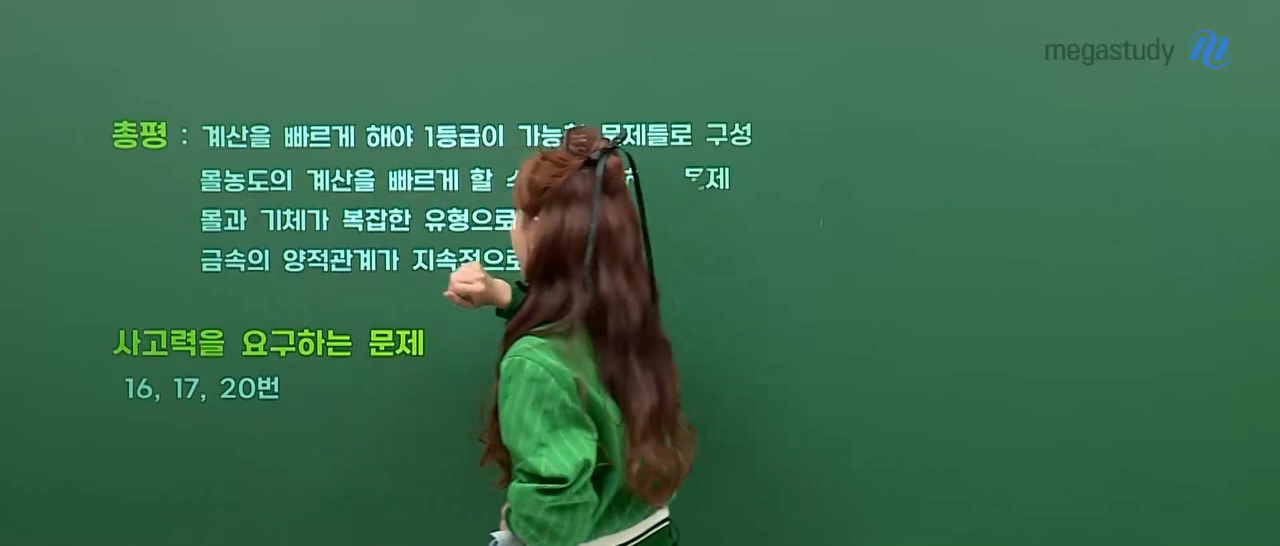 megastudy
총평 : 계산을 빠르게 해야 1등급이 문제들로 구성
몰농도의 계산을 빠르게 할 문제
몰과 기체가 복잡한 유형으로
금속의 양적관계가 지속적으로
사고력을 요구하는 문제
16, 17, 20번